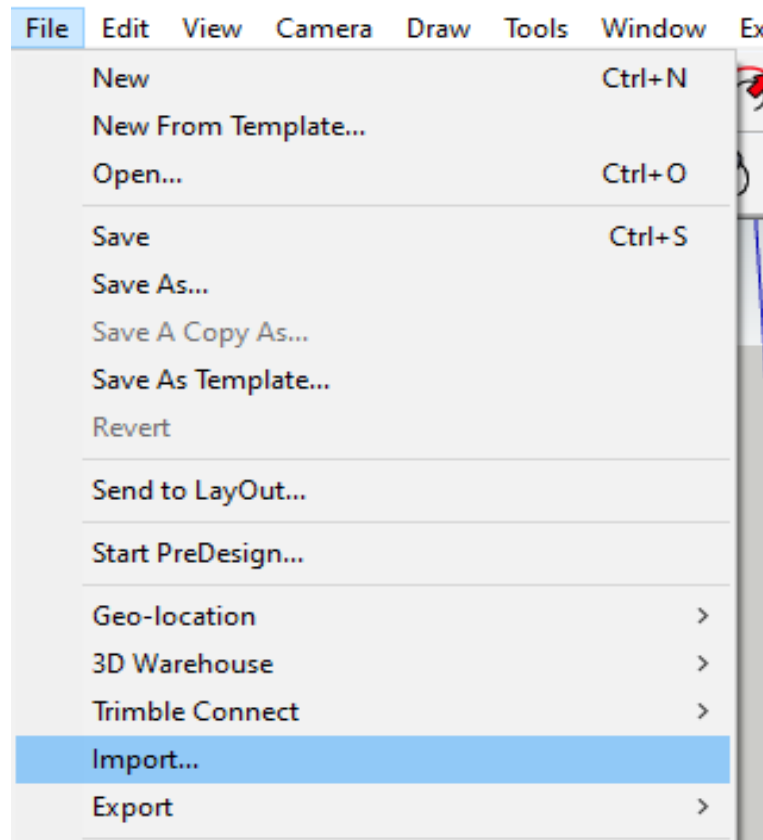 File Edit View Camera Draw Tools Window Ex
New Ctrl+N
New From Template...
Open... Ctrl+O
Save Ctrl+S
Save As...
Save A Copy As...
Save As Template...
Revert
Send to LayOut...
Start PreDesign...
Geo-location
3D Warehouse
Trimble Connect
Import...
Export